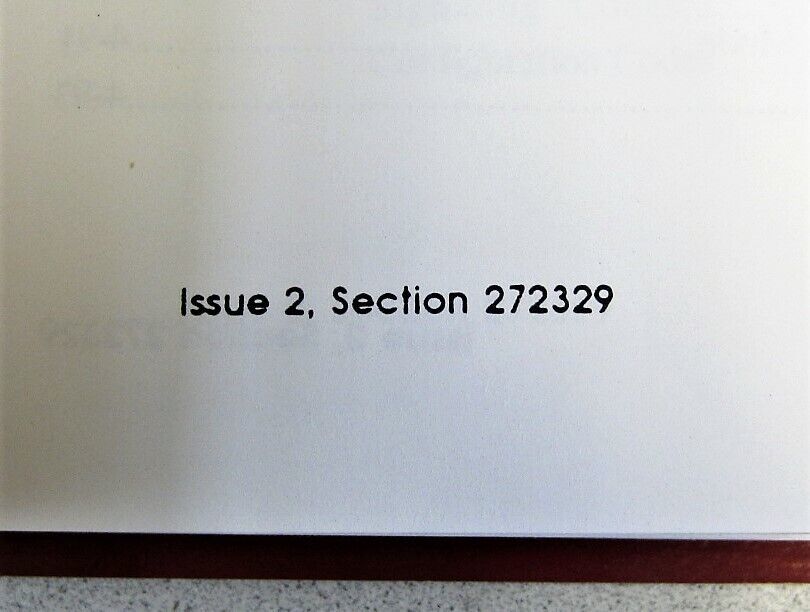 Issue 2, Section 272329